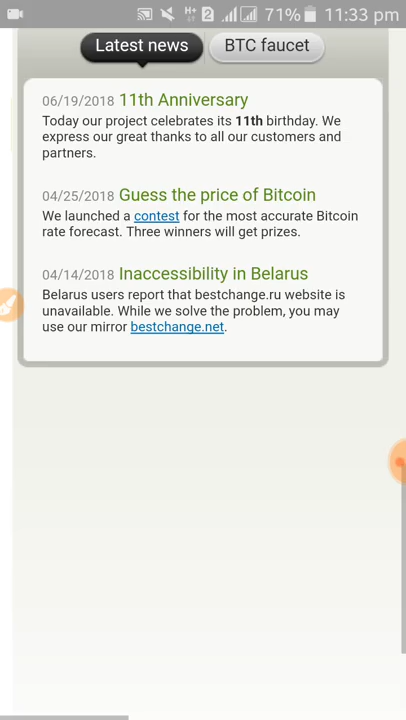 71% 11:33 pm
Latest news BTC faucet
06/19/2018 11th Anniversary
Today our project celebrates its 11th birthday. We
express our great thanks to all our customers and
partners.
04/25/2018 Guess the price of Bitcoin
We launched a contest for the most accurate Bitcoin
rate forecast. Three winners will get prizes.
04/14/2018 Inaccessibility in Belarus
Belarus users report that bestchange.ru website is
unavailable. While we solve the problem, you may
use our mirror bestchange.net.